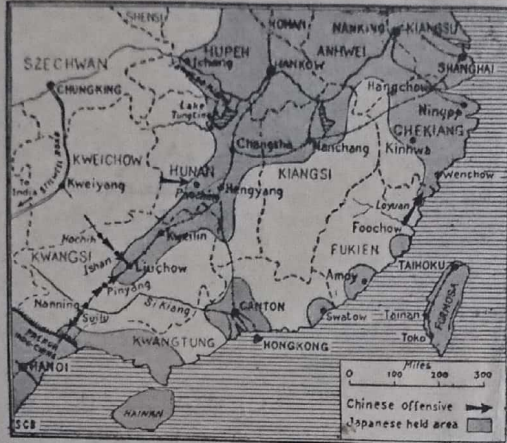 SHENSI
HONAN
NANKING
KIANGSU
HUPEH
ANHWEI
SZECHWAN
Ichang
HANKOW
SHANGHAI
CHUNGKING
Hangchow
Lake
Ningpo
Changsha
Nanchang
CHEKIANG
Kinhwa
KWEICHOW
HUNAN
KIANGSI
To India
Kweiyang
Paoching
Hengyang
Wenchow
Loyuan
Foochow
Hochih
Kweilin
FUKIEN
KWANGSI
Ishan
Liuchow
TAIHOKU
Pinyang
Amoy
Nanning
Si Kiang
CANTON
Swatow
Tainan
FORMOSA
Suilu
Toko
KWANGTUNG
HONGKONG
HANOI
Miles
0 100 200 300
HAINAN
Chinese offensive
Japanese held area
SCB